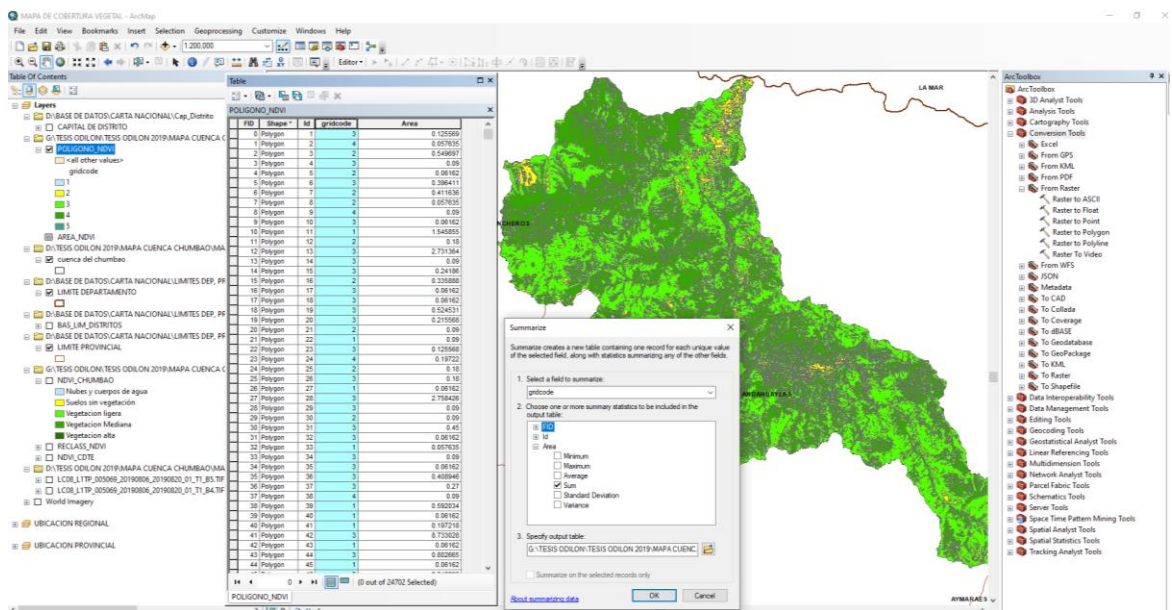 MAPA DE COBERTURA VEGETAL - ArcMap
File Edit View Bookmarks Insert Selection Geoprocessing Customize Windows Help
1:200.000
Editor
Table Of Contents
Layers
D:\BASE DE DATOS\CARTA NACIONAL\Cap_Distrito
CAPITAL DE DISTRITO
G:\TESIS ODILON\TESIS ODILON 2019\MAPA CUENCA C
POLIGONO_NDVI
<all other values>
gridcode
1
2
3
4
5
AREA_NDVI
D:\TESIS ODILON 2019\MAPA CUENCA CHUMBAO\MA
cuenca del chumbao
D:\BASE DE DATOS\CARTA NACIONAL\LIMITES DEP, PF
LIMITE DEPARTAMENTO
D:\BASE DE DATOS\CARTA NACIONAL\LIMITES DEP, PF
BAS_LIM_DISTRITOS
D:\BASE DE DATOS\CARTA NACIONAL\LIMITES DEP, PF
LIMITE PROVINCIAL
G:\TESIS ODILON\TESIS ODILON 2019\MAPA CUENCA C
NDVI_CHUMBAO
Nubes y cuerpos de agua
Suelos sin vegetación
Vegetacion ligera
Vegetacion Mediana
Vegetacion alta
RECLASS_NDVI
NDVI_CDTE
D:\TESIS ODILON 2019\MAPA CUENCA CHUMBAO\MA
LC08_L1TP_005069_20190806_20190820_01_T1_B5.TIF
LC08_L1TP_005069_20190806_20190820_01_T1_B4.TIF
World Imagery
UBICACION REGIONAL
UBICACION PROVINCIAL
Table
POLIGONO_NDVI
FID Shape * Id gridcode Area
0 Polygon 1 3 0.125569
1 Polygon 2 4 0.057635
2 Polygon 3 2 0.549697
3 Polygon 4 3 0.09
4 Polygon 5 2 0.06162
5 Polygon 6 3 0.396411
6 Polygon 7 2 0.411636
7 Polygon 8 2 0.057635
8 Polygon 9 4 0.09
9 Polygon 10 3 0.06162
10 Polygon 11 1 1.545855
11 Polygon 12 2 0.18
12 Polygon 13 3 2.731364
13 Polygon 14 3 0.09
14 Polygon 15 3 0.24186
15 Polygon 16 2 0.335888
16 Polygon 17 3 0.06162
17 Polygon 18 3 0.06162
18 Polygon 19 3 0.524531
19 Polygon 20 3 0.215568
20 Polygon 21 2 0.09
21 Polygon 22 1 0.09
22 Polygon 23 3 0.125568
23 Polygon 24 4 0.19722
24 Polygon 25 2 0.18
25 Polygon 26 3 0.18
26 Polygon 27 1 0.06162
27 Polygon 28 3 2.758426
28 Polygon 29 3 0.09
29 Polygon 30 2 0.09
30 Polygon 31 3 0.45
31 Polygon 32 3 0.06162
32 Polygon 33 1 0.057635
33 Polygon 34 3 0.09
34 Polygon 35 3 0.06162
35 Polygon 36 3 0.408946
36 Polygon 37 3 0.27
37 Polygon 38 4 0.09
38 Polygon 39 1 0.592034
39 Polygon 40 1 0.06162
40 Polygon 41 1 0.197218
41 Polygon 42 3 8.733028
42 Polygon 43 1 0.06162
43 Polygon 44 3 0.802665
44 Polygon 45 1 0.06162
0
(0 out of 24702 Selected)
POLIGONO_NDVI
LA MAR
NCHEROS
ANDAHUAYLAS
AYMARAES
Summarize
Summarize creates a new table containing one record for each unique value of the selected field, along with statistics summarizing any of the other fields.
1. Select a field to summarize:
gridcode
2. Choose one or more summary statistics to be included in the output table:
FID
Id
Area
Minimum
Maximum
Average
Sum
Standard Deviation
Variance
3. Specify output table:
G:\TESIS ODILON\TESIS ODILON 2019\MAPA CUENC
Summarize on the selected records only
About summarizing data
OK
Cancel
ArcToolbox
ArcToolbox
3D Analyst Tools
Analysis Tools
Cartography Tools
Conversion Tools
Excel
From GPS
From KML
From PDF
From Raster
Raster to ASCII
Raster to Float
Raster to Point
Raster to Polygon
Raster to Polyline
Raster To Video
From WFS
JSON
Metadata
To CAD
To Collada
To Coverage
To dBASE
To Geodatabase
To GeoPackage
To KML
To Raster
To Shapefile
Data Interoperability Tools
Data Management Tools
Editing Tools
Geocoding Tools
Geostatistical Analyst Tools
Linear Referencing Tools
Multidimension Tools
Network Analyst Tools
Parcel Fabric Tools
Schematics Tools
Server Tools
Space Time Pattern Mining Tools
Spatial Analyst Tools
Spatial Statistics Tools
Tracking Analyst Tools